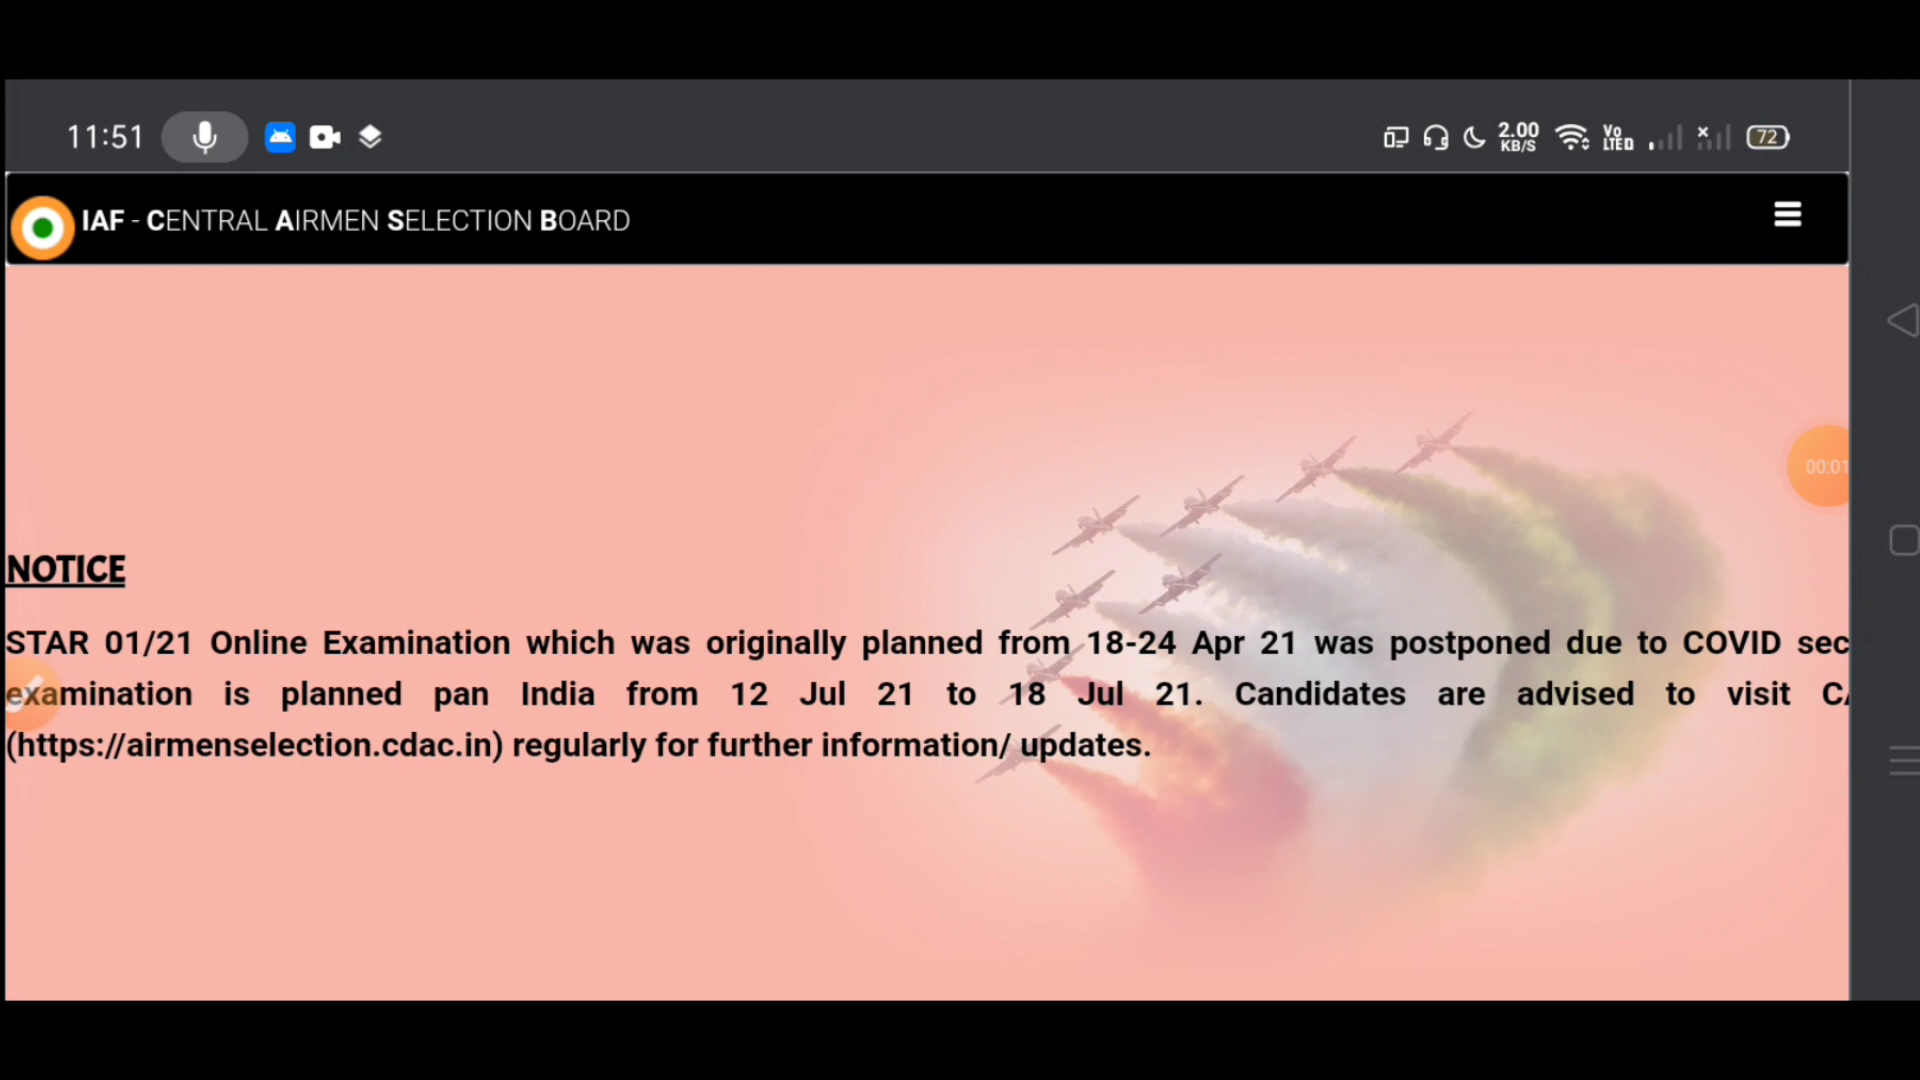 11:51
2.00
KB/S
Vo
LTE
72
IAF - CENTRAL AIRMEN SELECTION BOARD
00:01
NOTICE
STAR 01/21 Online Examination which was originally planned from 18-24 Apr 21 was postponed due to COVID sec
examination is planned pan India from 12 Jul 21 to 18 Jul 21. Candidates are advised to visit CA
(https://airmenselection.cdac.in) regularly for further information/ updates.